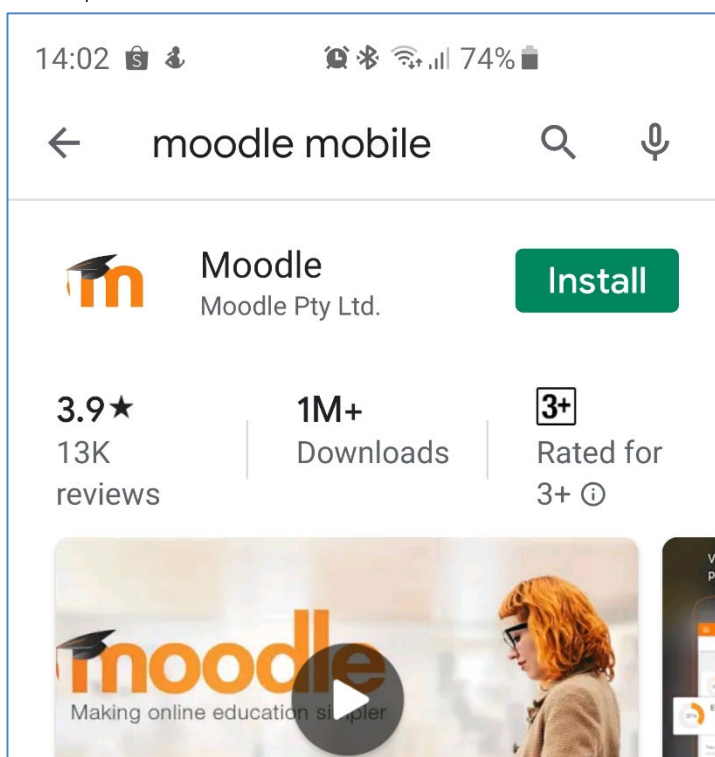 14:02 74%
moodle mobile
Moodle
Install
Moodle Pty Ltd.
3.9★
13K
reviews
1M+
Downloads
3+
Rated for
3+
moodle
Making online education simpler